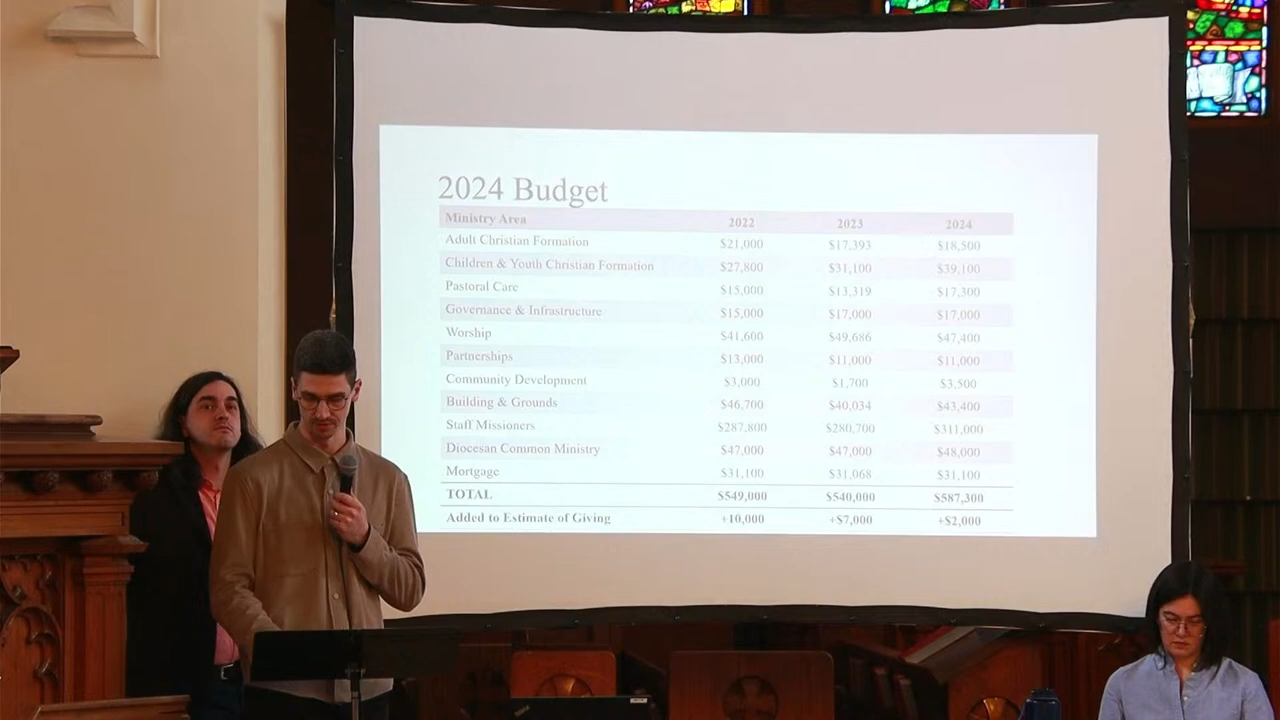 2024 Budget
Ministry Area 2022 2023 2024
Adult Christian Formation $21,000 $17,393 $18,500
Children & Youth Christian Formation $27,800 $31,100 $39,100
Pastoral Care $15,000 $13,319 $17,300
Governance & Infrastructure $15,000 $17,000 $17,000
Worship $41,600 $49,686 $47,400
Partnerships $13,000 $11,000 $11,000
Community Development $3,000 $1,700 $3,500
Building & Grounds $46,700 $40,034 $43,400
Staff Missioners $287,800 $280,700 $311,000
Diocesan Common Ministry $47,000 $47,000 $48,000
Mortgage $31,100 $31,068 $31,100
TOTAL $549,000 $540,000 $587,300
Added to Estimate of Giving +10,000 +$7,000 +$2,000